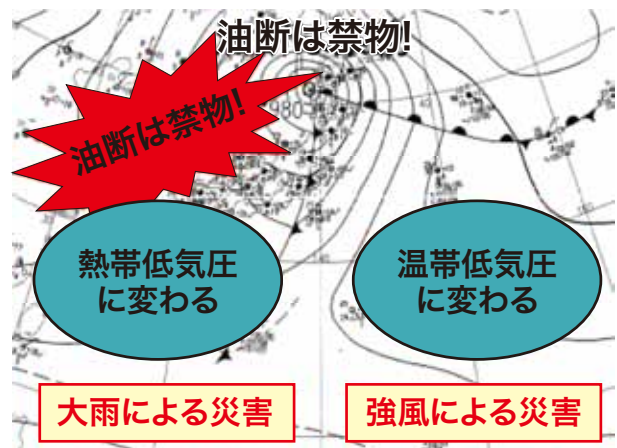 油断は禁物!
油断は禁物!
熱帯低気圧
に変わる
温帯低気圧
に変わる
大雨による災害
強風による災害